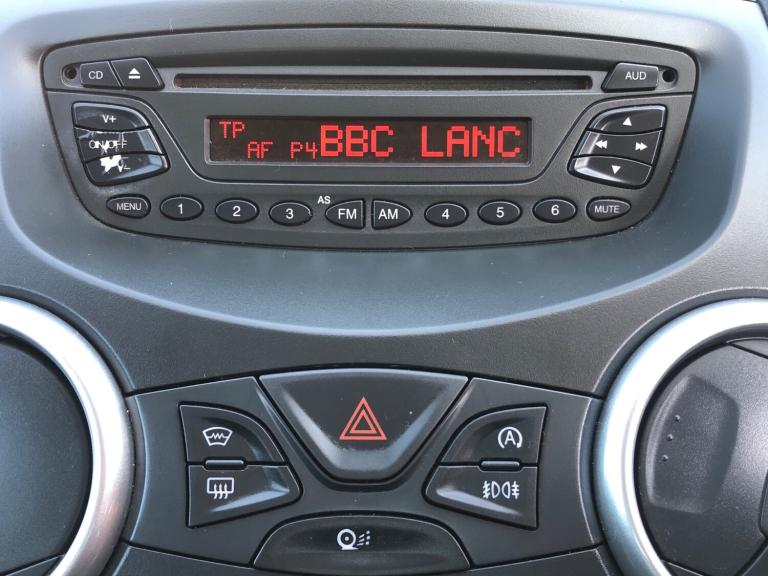 CD AUD
V+
TP
AF P4 BBC LANC
ON/OFF
V-
MENU 1 2 3 AS FM AM 4 5 6 MUTE
A